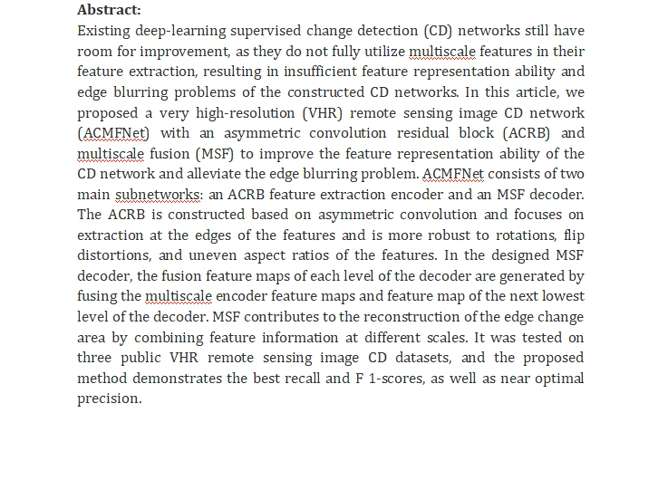 Abstract:
Existing deep-learning supervised change detection (CD) networks still have
room for improvement, as they do not fully utilize multiscale features in their
feature extraction, resulting in insufficient feature representation ability and
edge blurring problems of the constructed CD networks. In this article, we
proposed a very high-resolution (VHR) remote sensing image CD network
(ACMFNet) with an asymmetric convolution residual block (ACRB) and
multiscale fusion (MSF) to improve the feature representation ability of the
CD network and alleviate the edge blurring problem. ACMFNet consists of two
main subnetworks: an ACRB feature extraction encoder and an MSF decoder.
The ACRB is constructed based on asymmetric convolution and focuses on
extraction at the edges of the features and is more robust to rotations, flip
distortions, and uneven aspect ratios of the features. In the designed MSF
decoder, the fusion feature maps of each level of the decoder are generated by
fusing the multiscale encoder feature maps and feature map of the next lowest
level of the decoder. MSF contributes to the reconstruction of the edge change
area by combining feature information at different scales. It was tested on
three public VHR remote sensing image CD datasets, and the proposed
method demonstrates the best recall and F 1-scores, as well as near optimal
precision.